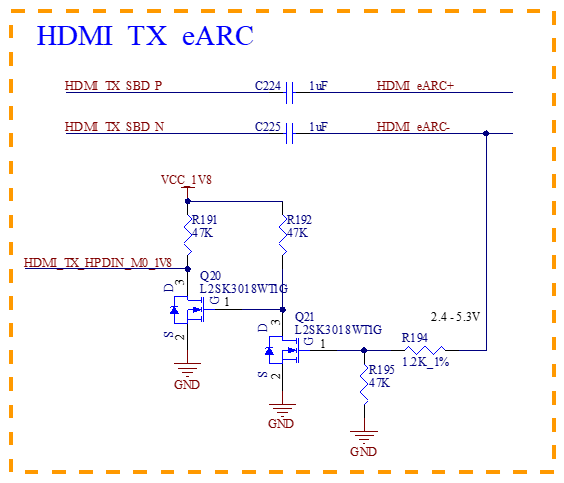 HDMI TX eARC
HDMI_TX_SBD_P
C224
1uF
HDMI_eARC+
HDMI_TX_SBD_N
C225
1uF
HDMI_eARC-
VCC_1V8
R191
47K
R192
47K
HDMI_TX_HPDIN_M0_1V8
Q20
L2SK3018WT1G
D
3
G
1
S
2
GND
Q21
L2SK3018WT1G
D
3
G
1
S
2
GND
2.4 - 5.3V
R194
1.2K_1%
R195
47K
GND